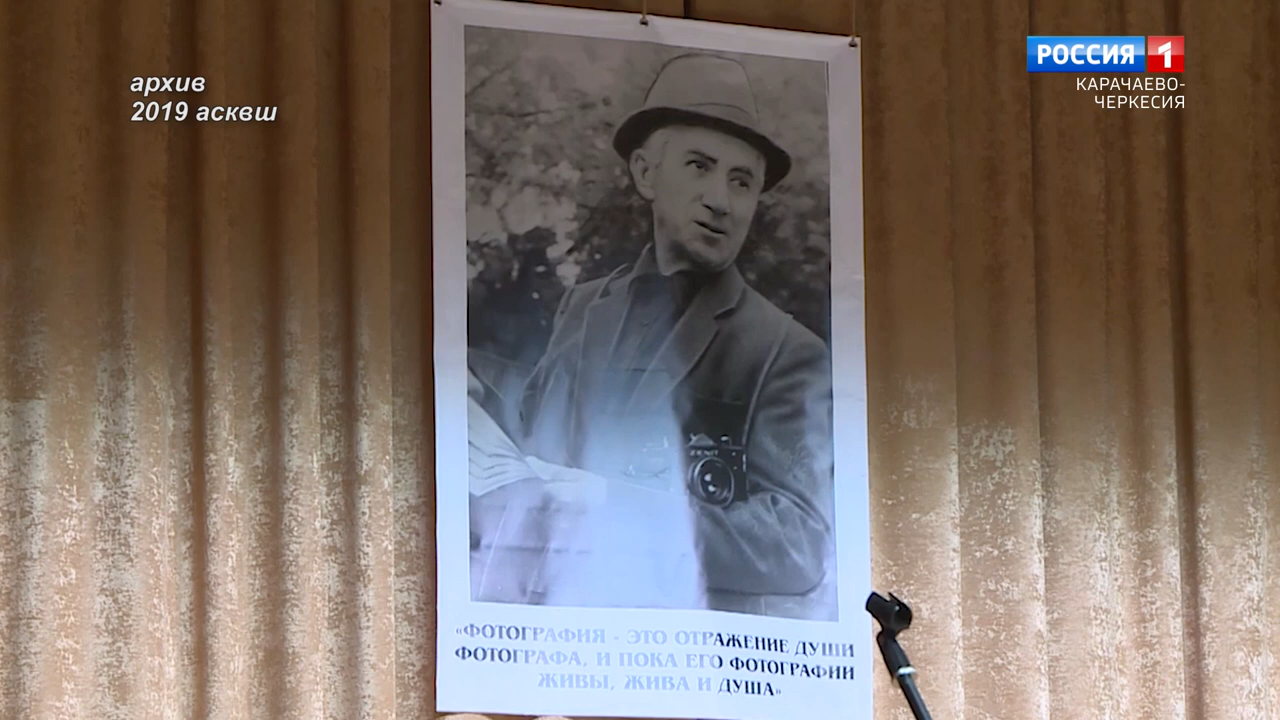 архив
2019 асквш
РОССИЯ 1
КАРАЧАЕВО-
ЧЕРКЕСИЯ
ZENIT
«ФОТОГРАФИЯ - ЭТО ОТРАЖЕНИЕ ДУШИ
ФОТОГРАФА, И ПОКА ЕГО ФОТОГРАФИИ
ЖИВЫ, ЖИВА И ДУША»